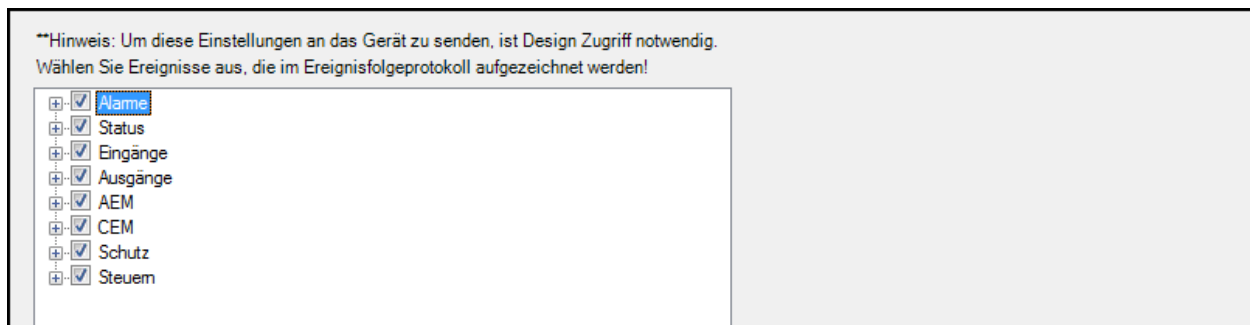 **Hinweis: Um diese Einstellungen an das Gerät zu senden, ist Design Zugriff notwendig.
Wählen Sie Ereignisse aus, die im Ereignisfolgeprotokoll aufgezeichnet werden!
Alarme
Status
Eingänge
Ausgänge
AEM
CEM
Schutz
Steuern